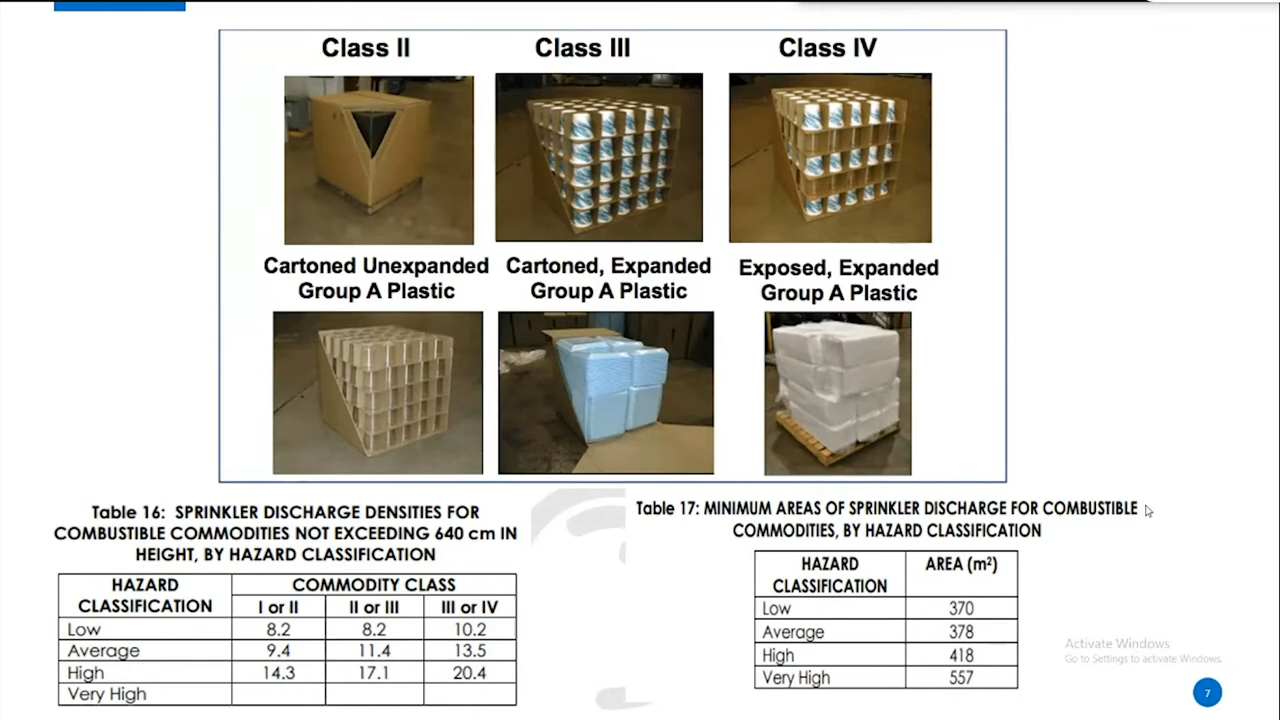 Class II
Class III
Class IV
Cartoned Unexpanded
Group A Plastic
Cartoned, Expanded
Group A Plastic
Exposed, Expanded
Group A Plastic
Table 16: SPRINKLER DISCHARGE DENSITIES FOR
COMBUSTIBLE COMMODITIES NOT EXCEEDING 640 cm IN
HEIGHT, BY HAZARD CLASSIFICATION
HAZARD
CLASSIFICATION
COMMODITY CLASS
I or II
II or III
III or IV
Low 8.2 8.2 10.2
Average 9.4 11.4 13.5
High 14.3 17.1 20.4
Very High
Table 17: MINIMUM AREAS OF SPRINKLER DISCHARGE FOR COMBUSTIBLE
COMMODITIES, BY HAZARD CLASSIFICATION
HAZARD
CLASSIFICATION
AREA (m²)
Low 370
Average 378
High 418
Very High 557
Activate Windows
Go to Settings to activate Windows.
7